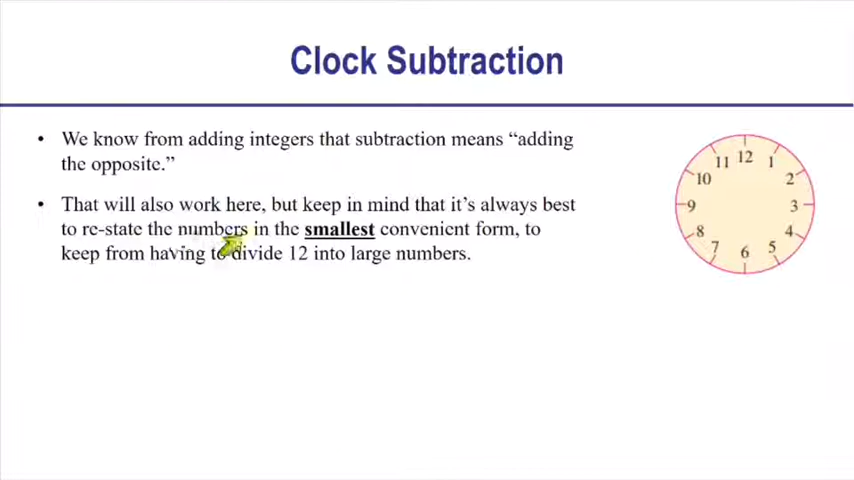 Clock Subtraction
• We know from adding integers that subtraction means “adding
the opposite.”
• That will also work here, but keep in mind that it’s always best
to re-state the numbers in the smallest convenient form, to
keep from having to divide 12 into large numbers.
11 12 1
10 2
9 3
8 4
7 6 5